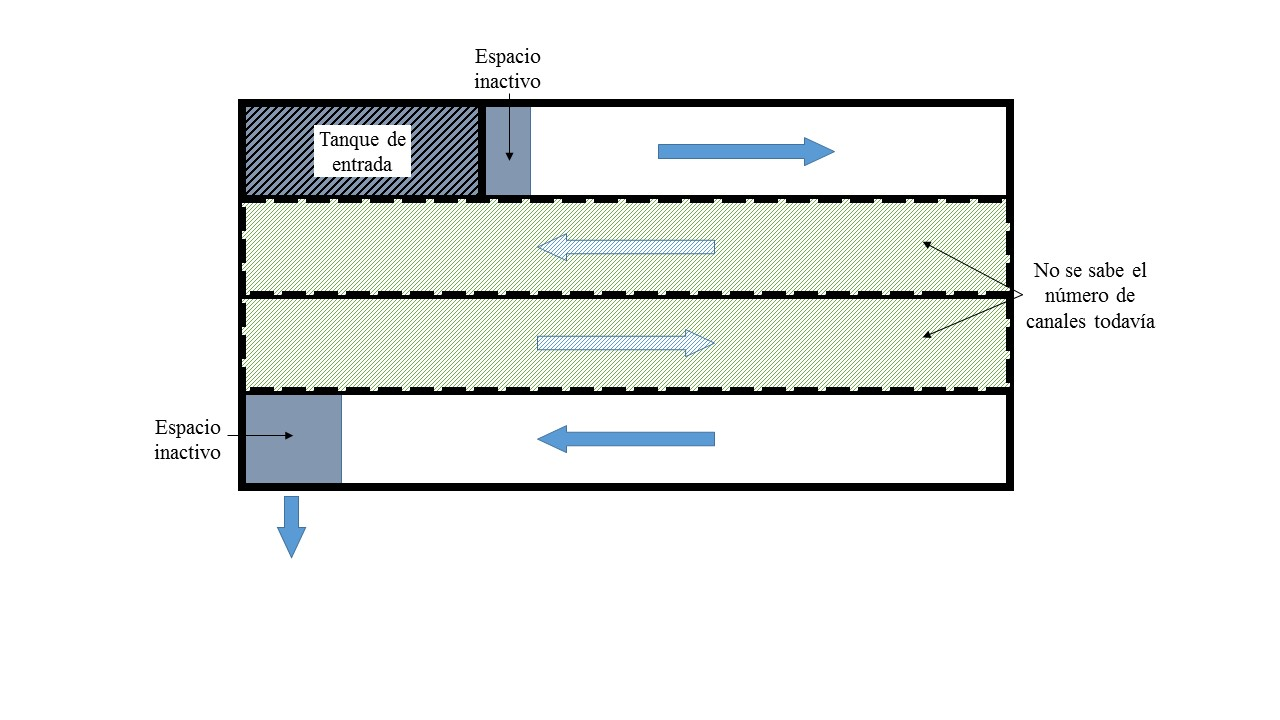 Espacio
inactivo
Tanque de
entrada
No se sabe el
número de
canales todavía
Espacio
inactivo